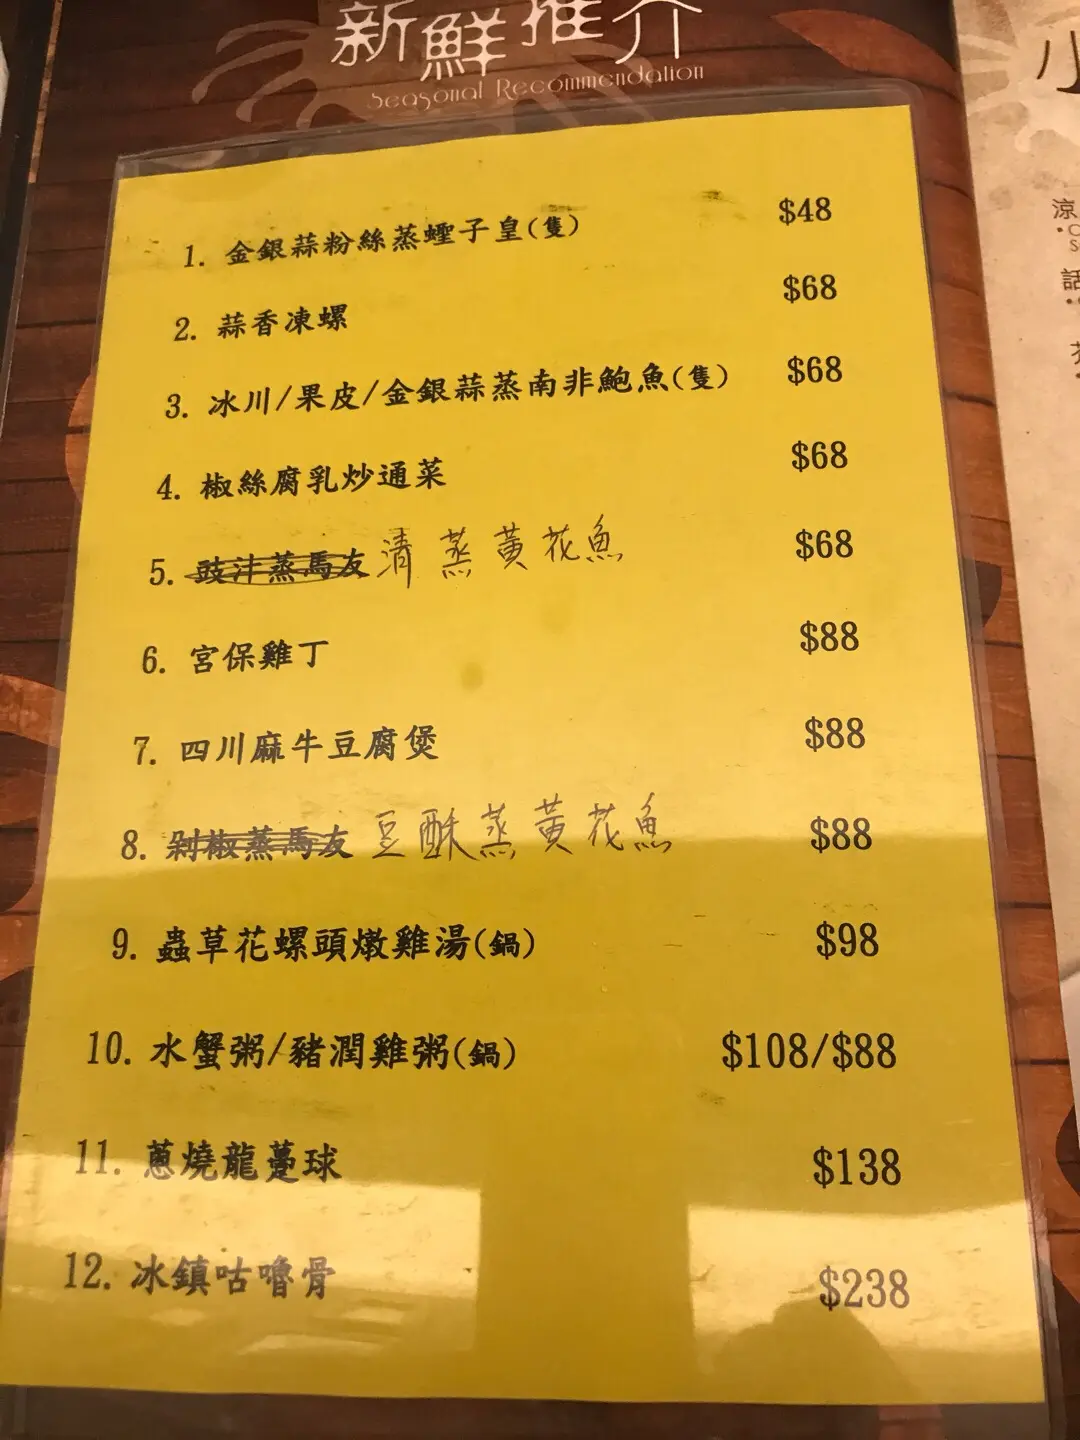 新鮮推介
Seasonal Recommendation
1. 金銀蒜粉絲蒸蟶子皇(隻) $48
2. 蒜香凍螺 $68
3. 冰川/果皮/金銀蒜蒸南非鮑魚(隻) $68
4. 椒絲腐乳炒通菜 $68
5. 豉汁蒸馬友 清蒸黃花魚 $68
6. 宮保雞丁 $88
7. 四川麻牛豆腐煲 $88
8. 剁椒蒸馬友 豆酥蒸黃花魚 $88
9. 蟲草花螺頭燉雞湯(鍋) $98
10. 水蟹粥/豬潤雞粥(鍋) $108/$88
11. 蔥燒龍躉球 $138
12. 冰鎮咕嚕骨 $238
小
涼
話